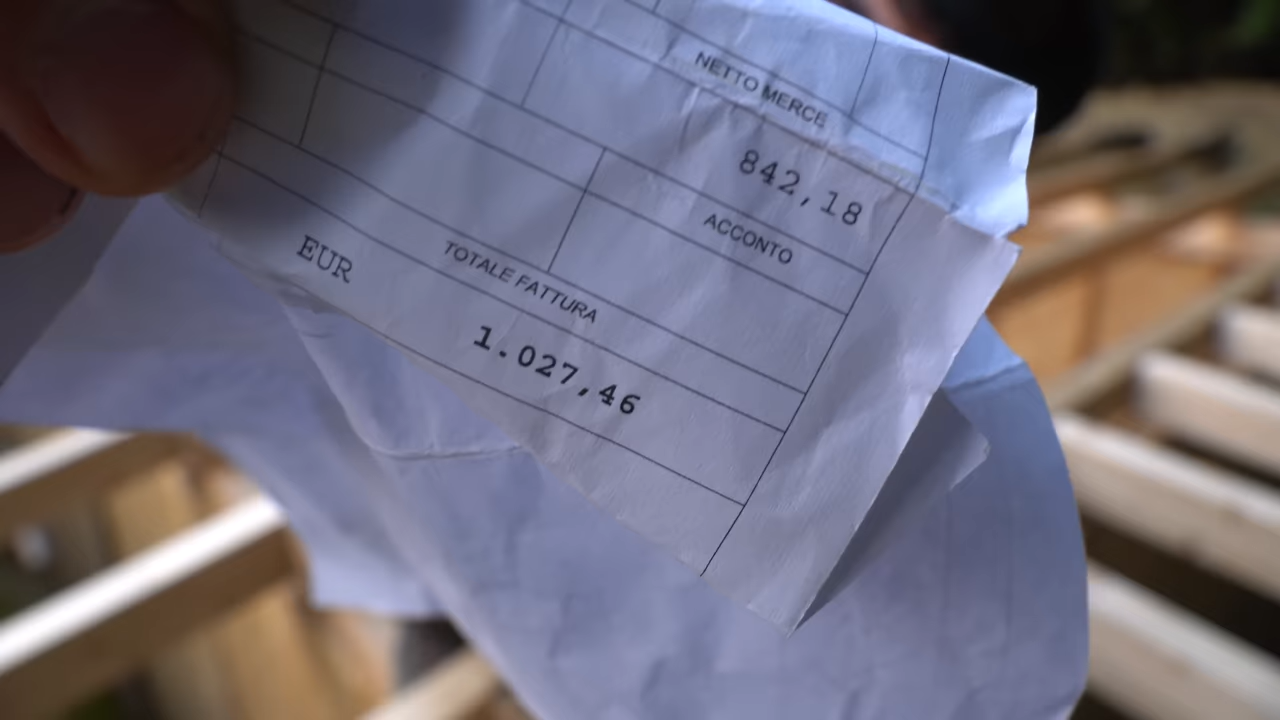 NETTO MERCE
842,18
ACCONTO
TOTALE FATTURA
EUR 1.027,46